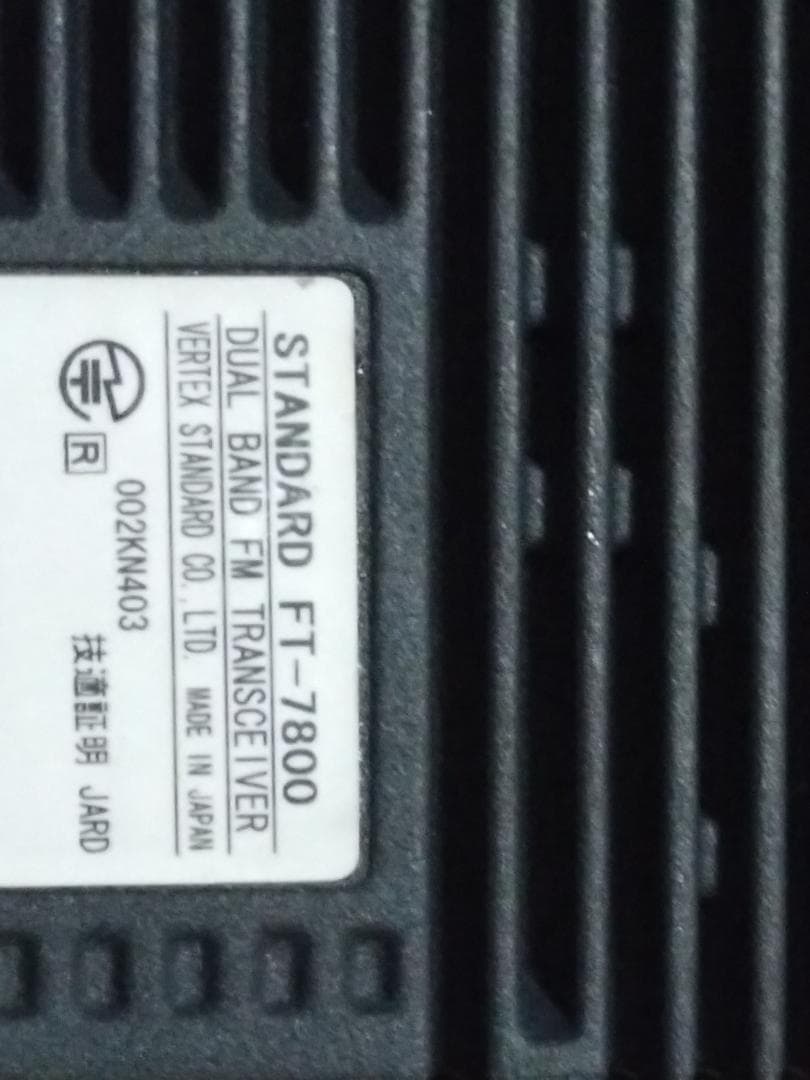 STANDARD FT-7800
DUAL BAND FM TRANSCEIVER
VERTEX STANDARD CO.,LTD. MADE IN JAPAN
R 002KN403
技適証明 JARD